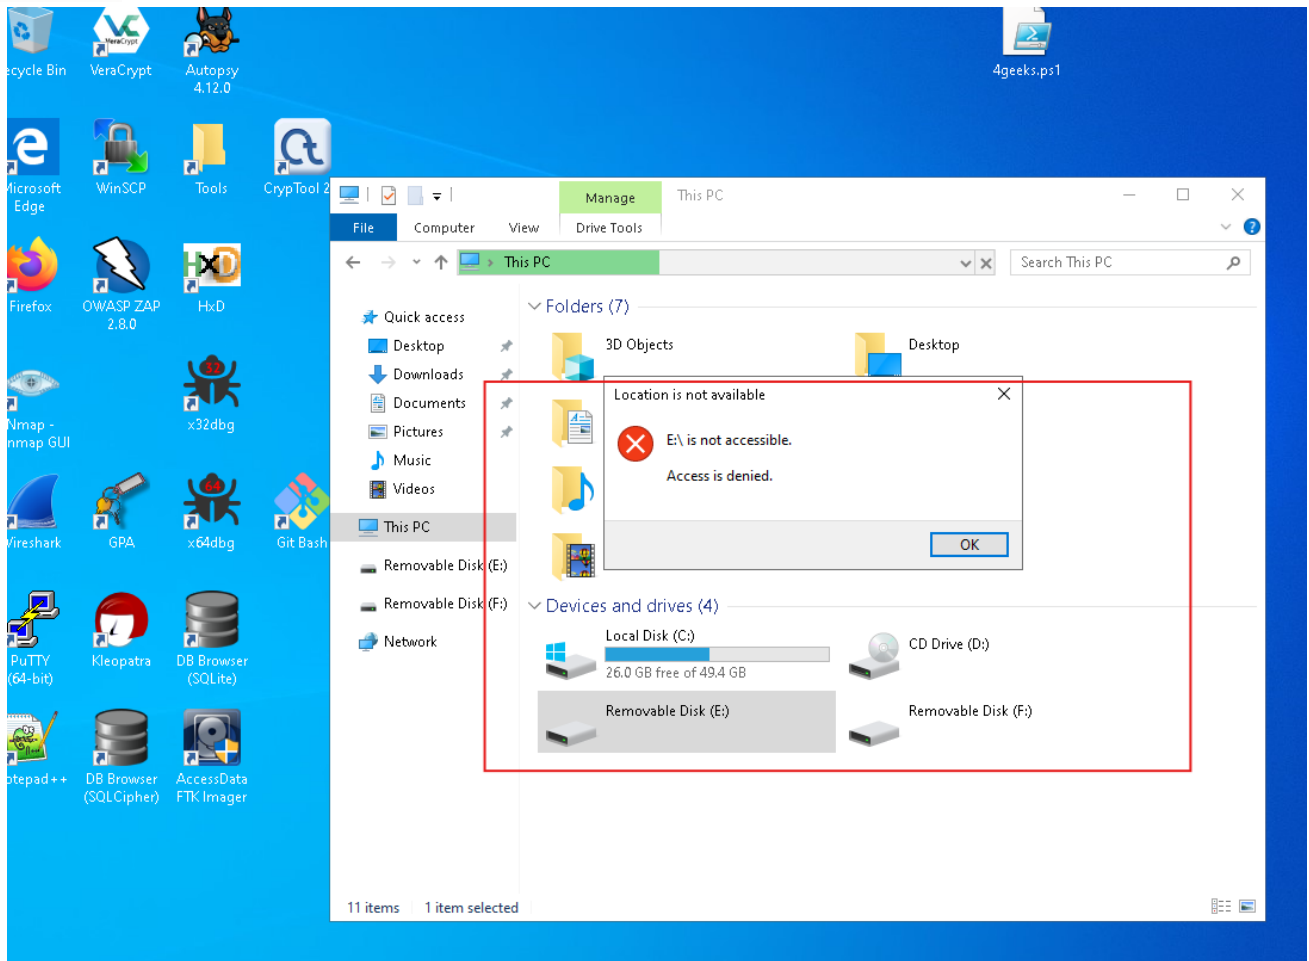 ecycle Bin
VeraCrypt
Autopsy
4.12.0
4geeks.ps1
Microsoft
Edge
WinSCP
Tools
CrypTool 2
Firefox
OWASP ZAP
2.8.0
HxD
Nmap -
nmap GUI
x32dbg
Wireshark
GPA
x64dbg
Git Bash
PuTTY
(64-bit)
Kleopatra
DB Browser
(SQLite)
otepad++
DB Browser
(SQLCipher)
AccessData
FTK Imager
Manage
This PC
File
Computer
View
Drive Tools
This PC
Search This PC
Quick access
Desktop
Downloads
Documents
Pictures
Music
Videos
This PC
Removable Disk (E:)
Removable Disk (F:)
Network
Folders (7)
3D Objects
Desktop
Location is not available
E:\ is not accessible.
Access is denied.
OK
Devices and drives (4)
Local Disk (C:)
26.0 GB free of 49.4 GB
CD Drive (D:)
Removable Disk (E:)
Removable Disk (F:)
11 items
1 item selected